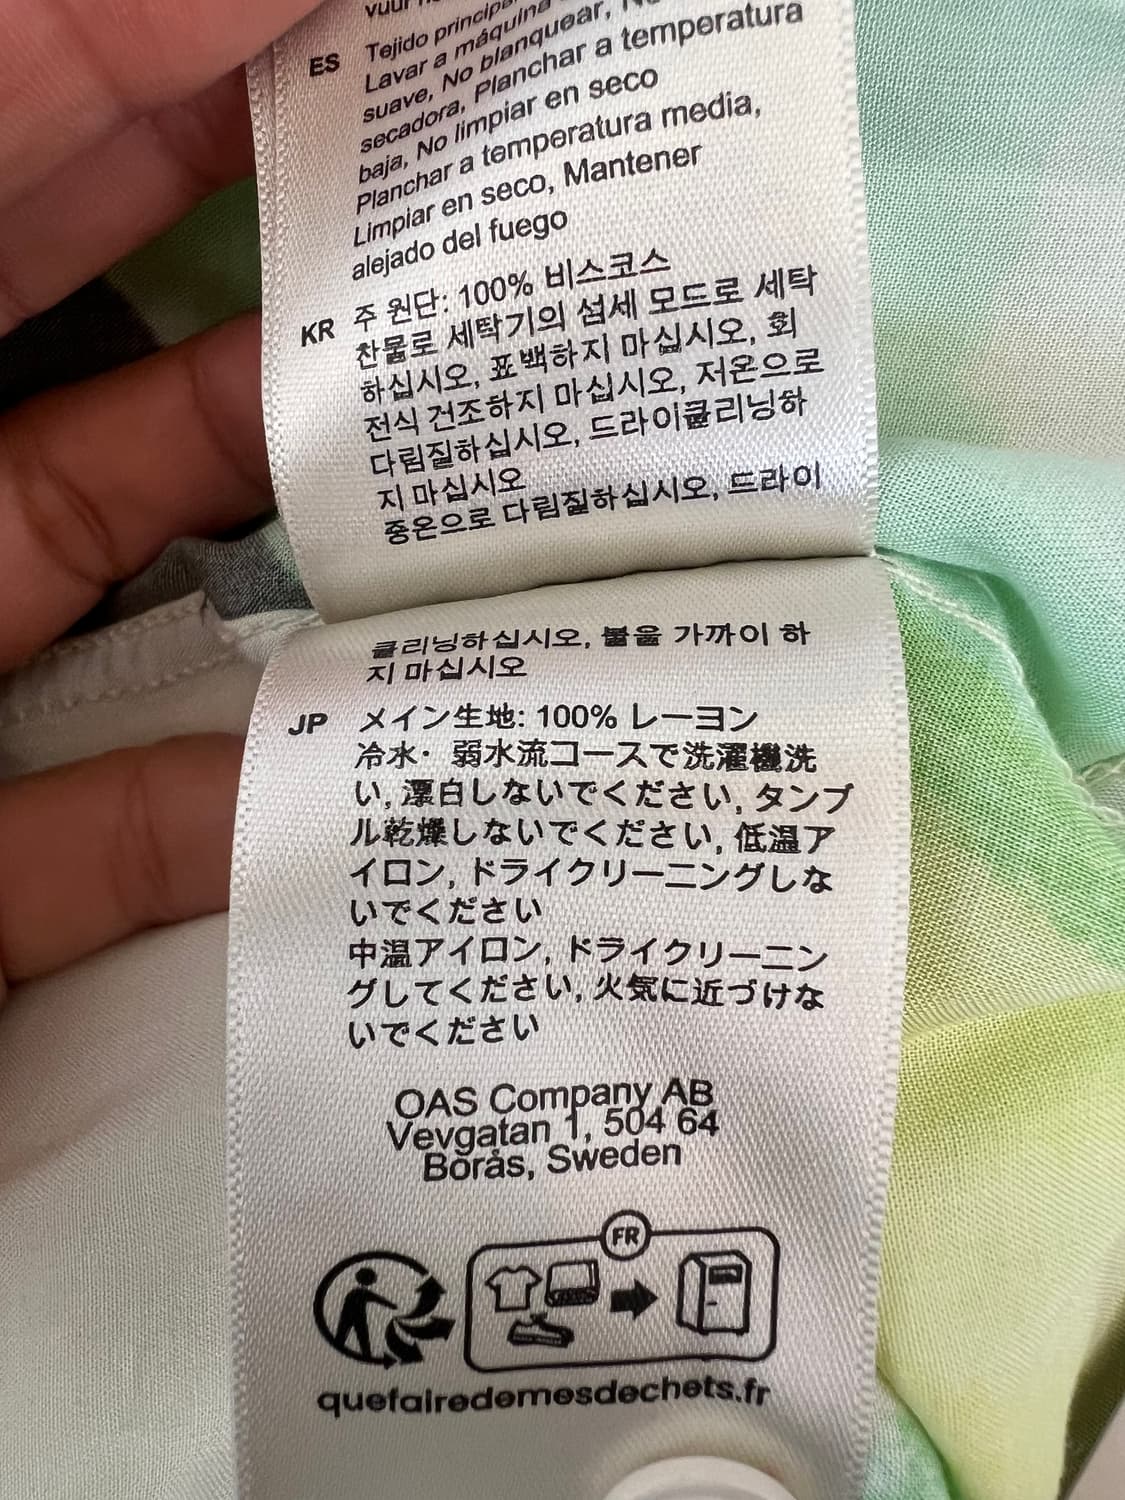 ES Tejido
Lavar a máquina
suave, No blanquear,
secadora, Planchar a temperatura
baja, No limpiar en seco
Planchar a temperatura media,
Limpiar en seco, Mantener
alejado del fuego
KR 주 원단: 100% 비스코스
찬물로 세탁기의 섬세 모드로 세탁
하십시오, 표백하지 마십시오, 회
전식 건조하지 마십시오, 저온으로
다림질하십시오, 드라이클리닝하
지 마십시오
중온으로 다림질하십시오, 드라이
클리닝하십시오, 불을 가까이 하
지 마십시오
JP メイン生地: 100% レーヨン
冷水・ 弱水流コースで洗濯機洗
い, 漂白しないでください, タンブ
ル乾燥しないでください, 低温ア
イロン, ドライクリーニングしな
いでください
中温アイロン, ドライクリーニン
グしてください, 火気に近づけな
いでください
OAS Company AB
Vevgatan 1, 504 64
Borås, Sweden
FR
quefairedemesdechets.fr